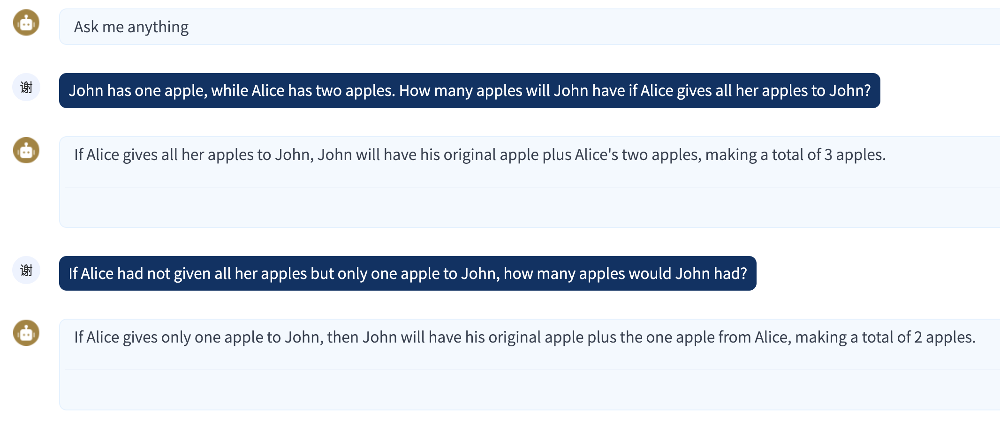 Ask me anything
谢
John has one apple, while Alice has two apples. How many apples will John have if Alice gives all her apples to John?
If Alice gives all her apples to John, John will have his original apple plus Alice's two apples, making a total of 3 apples.
谢
If Alice had not given all her apples but only one apple to John, how many apples would John had?
If Alice gives only one apple to John, then John will have his original apple plus the one apple from Alice, making a total of 2 apples.